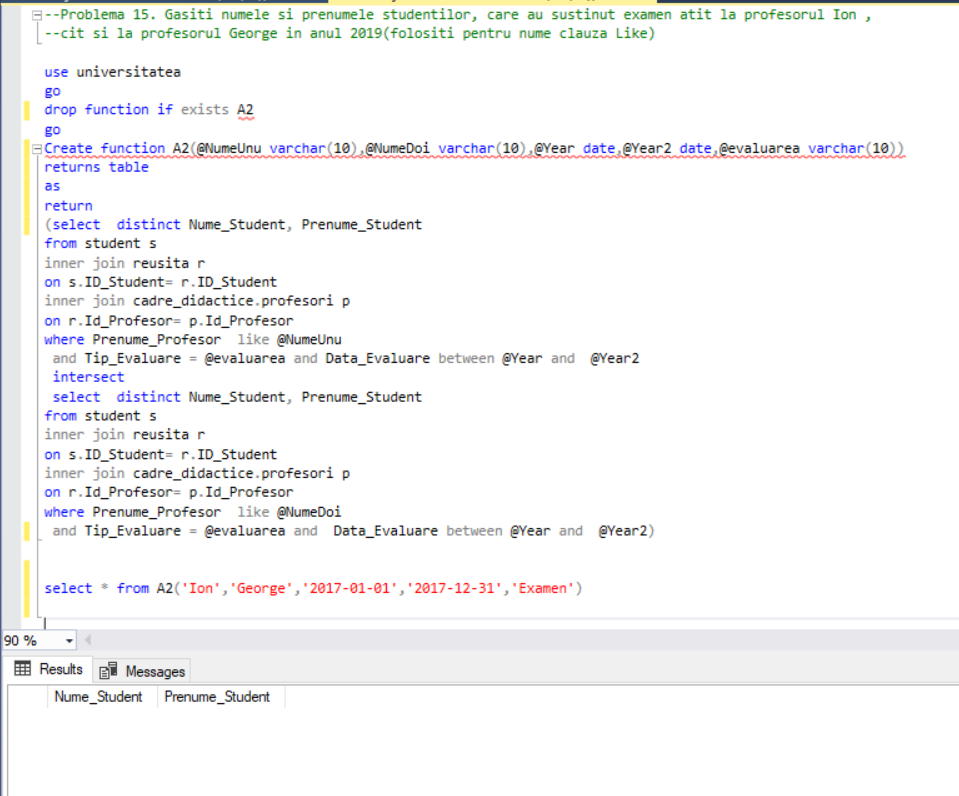 --Problema 15. Gasiti numele si prenumele studentilor, care au sustinut examen atit la profesorul Ion ,
--cit si la profesorul George in anul 2019(folositi pentru nume clauza Like)
use universitatea
go
drop function if exists A2
go
Create function A2(@NumeUnu varchar(10),@NumeDoi varchar(10),@Year date,@Year2 date,@evaluarea varchar(10))
returns table
as
return
(select  distinct Nume_Student, Prenume_Student
from student s
inner join reusita r
on s.ID_Student= r.ID_Student
inner join cadre_didactice.profesori p
on r.Id_Profesor= p.Id_Profesor
where Prenume_Profesor  like @NumeUnu
 and Tip_Evaluare = @evaluarea and Data_Evaluare between @Year and  @Year2
 intersect
 select  distinct Nume_Student, Prenume_Student
from student s
inner join reusita r
on s.ID_Student= r.ID_Student
inner join cadre_didactice.profesori p
on r.Id_Profesor= p.Id_Profesor
where Prenume_Profesor  like @NumeDoi
 and Tip_Evaluare = @evaluarea and  Data_Evaluare between @Year and  @Year2)
select * from A2('Ion','George','2017-01-01','2017-12-31','Examen')
90 %
Results Messages
Nume_Student Prenume_Student